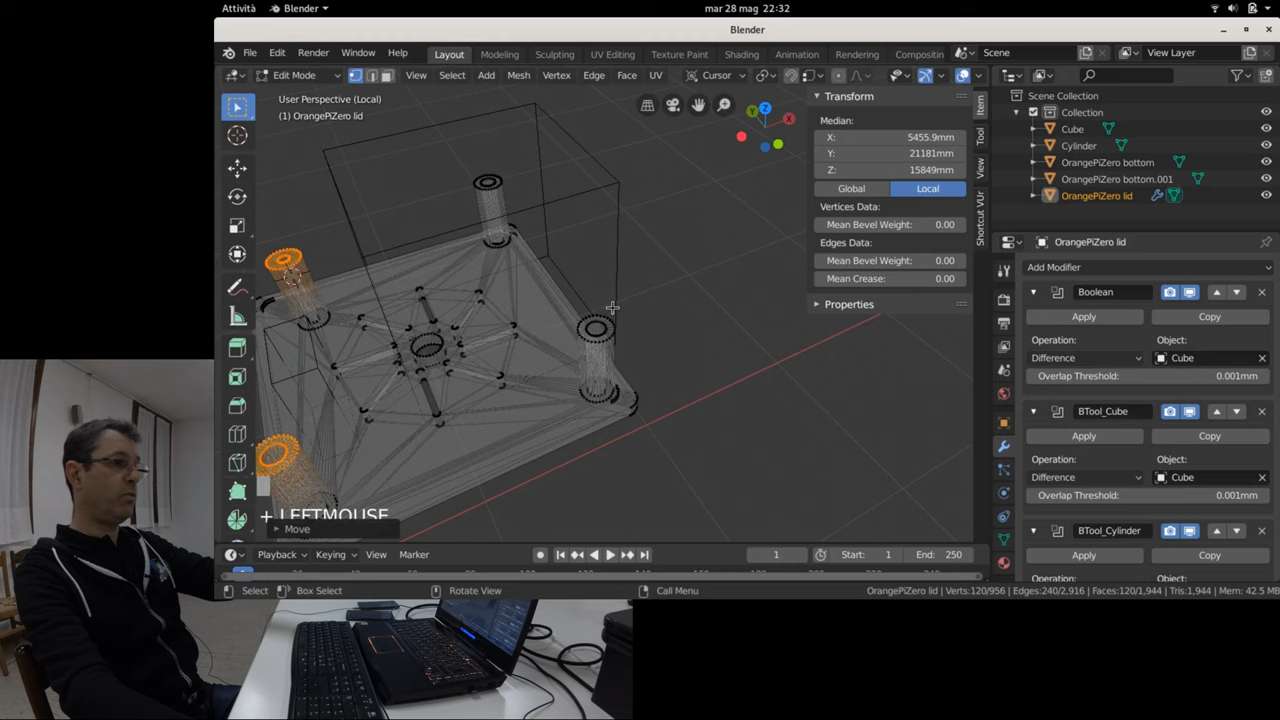 Attività
Blender
mar 28 mag 22:32
Blender
File Edit Render Window Help
Layout Modeling Sculpting UV Editing Texture Paint Shading Animation Rendering Compositin
Scene
View Layer
Edit Mode
View Select Add Mesh Vertex Edge Face UV
Cursor
User Perspective (Local)
(1) OrangePiZero lid
Z
Y
X
Transform
Median:
X: 5455.9mm
Y: 21181mm
Z: 15849mm
Global Local
Vertices Data:
Mean Bevel Weight: 0.00
Edges Data:
Mean Bevel Weight: 0.00
Mean Crease: 0.00
Properties
Item
Tool
View
Shortcut VUr
Scene Collection
Collection
Cube
Cylinder
OrangePiZero bottom
OrangePiZero bottom.001
OrangePiZero lid
OrangePiZero lid
Add Modifier
Boolean
Apply Copy
Operation: Object:
Difference Cube
Overlap Threshold: 0.001mm
BTool_Cube
Apply Copy
Operation: Object:
Difference Cube
Overlap Threshold: 0.001mm
BTool_Cylinder
Apply Copy
Operation: Object:
+ LEFTMOUSE
Move
Playback Keying View Marker
1
Start: 1
End: 250
Select Box Select Rotate View Call Menu
OrangePiZero lid | Verts:120/956 | Edges:240/2,916 | Faces:120/1,944 | Tris:1,944 | Mem: 42.5 MB